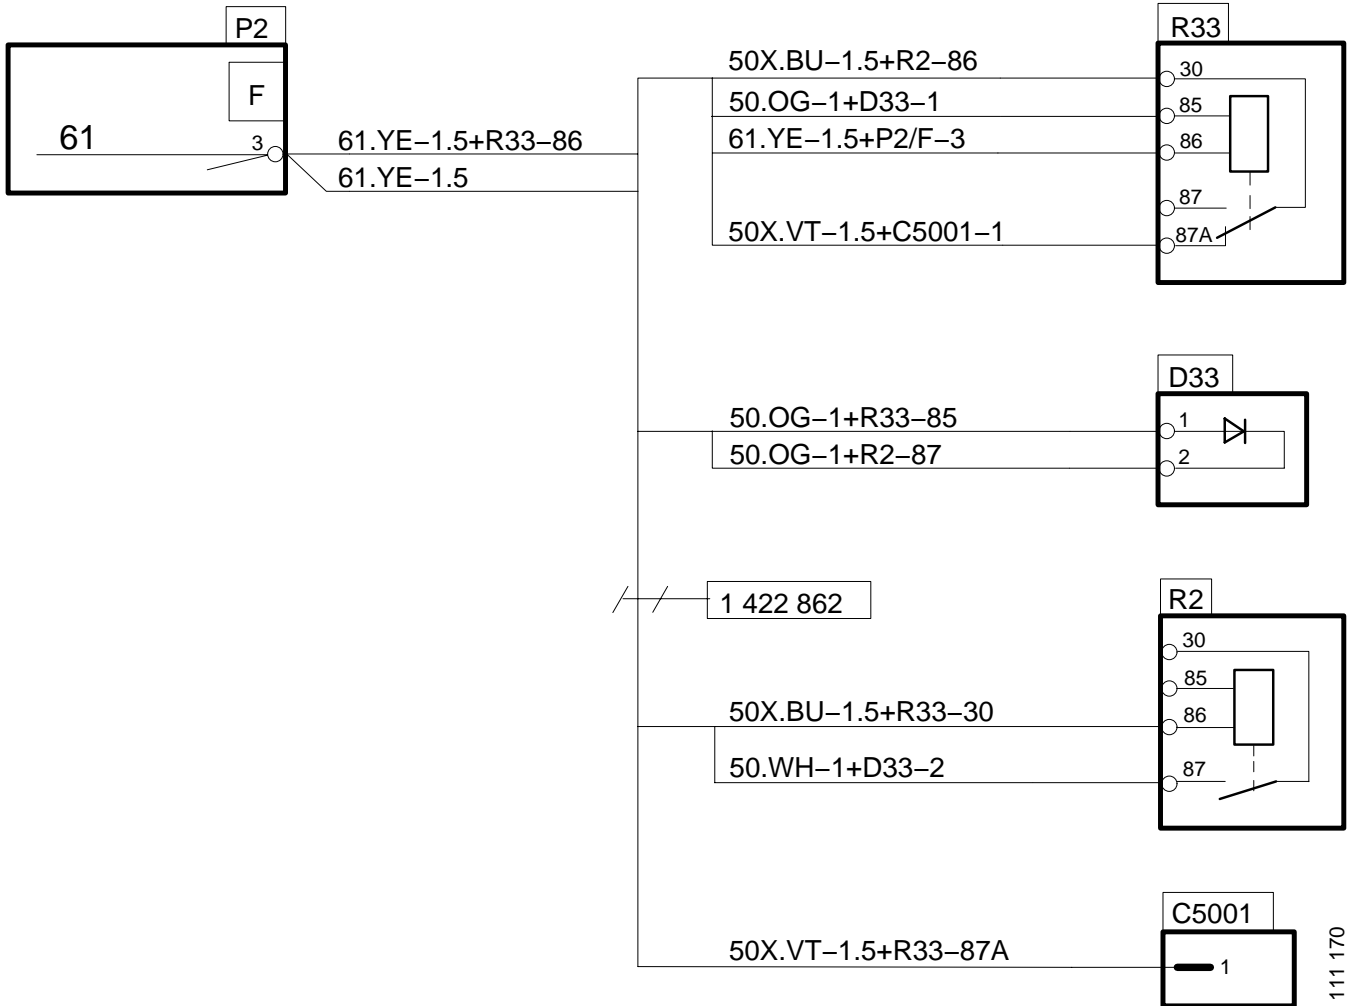 P2
F
61
3
61.YE−1.5+R33−86
61.YE−1.5
R33
50X.BU−1.5+R2−86
30
50.OG−1+D33−1
85
61.YE−1.5+P2/F−3
86
87
50X.VT−1.5+C5001−1
87A
D33
50.OG−1+R33−85
1
50.OG−1+R2−87
2
1 422 862
R2
30
85
50X.BU−1.5+R33−30
86
50.WH−1+D33−2
87
C5001
50X.VT−1.5+R33−87A
1
111 170